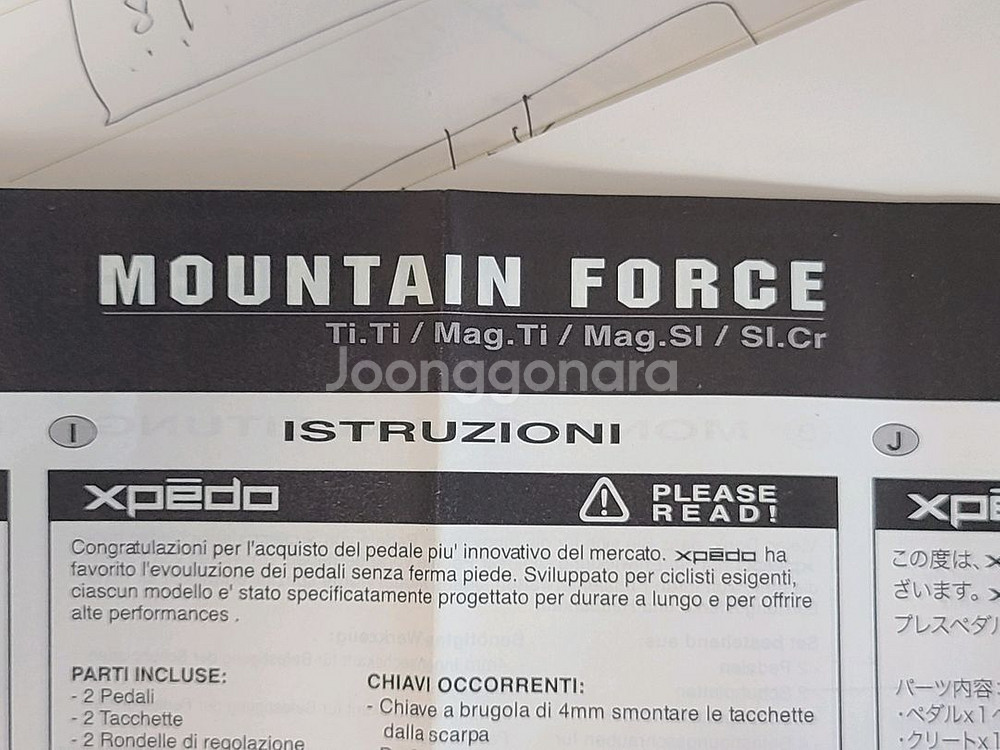 MOUNTAIN FORCE
Ti.Ti / Mag.Ti / Mag.SI / SI.Cr
Joonggonara
I
ISTRUZIONI
xpēdo
PLEASE
READ!
Congratulazioni per l'acquisto del pedale piu' innovativo del mercato. xpēdo ha
favorito l'evouluzione dei pedali senza ferma piede. Sviluppato per ciclisti esigenti,
ciascun modello e' stato specificatamente progettato per durare a lungo e per offrire
alte performances .
PARTI INCLUSE:
- 2 Pedali
- 2 Tacchette
- 2 Rondelle di regolazione
CHIAVI OCCORRENTI:
- Chiave a brugola di 4mm smontare le tacchette
dalla scarpa
J
この度は、
ざいます。
プレスペダル
パーツ内容：
・ペダルx1
・クリートx1